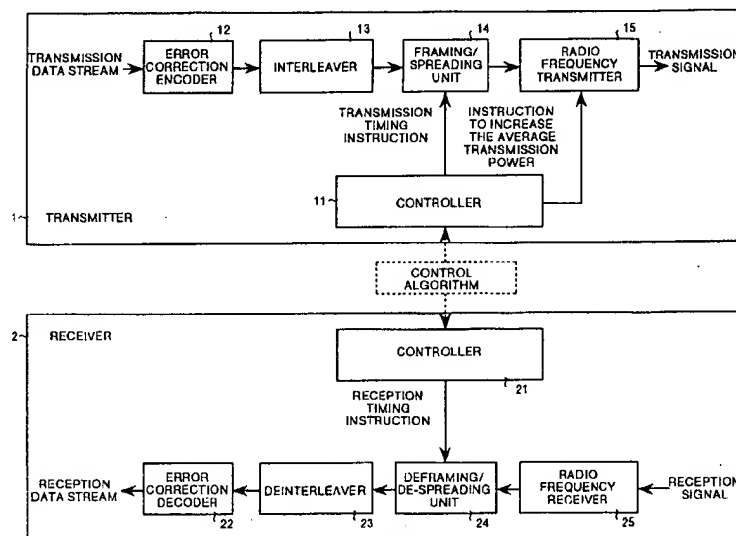 12
13
14
15
TRANSMISSION
DATA STREAM
ERROR
CORRECTION
ENCODER
INTERLEAVER
FRAMING/
SPREADING
UNIT
RADIO
FREQUENCY
TRANSMITTER
TRANSMISSION
SIGNAL
TRANSMISSION
TIMING
INSTRUCTION
INSTRUCTION
TO INCREASE
THE AVERAGE
TRANSMISSION
POWER
11
CONTROLLER
1
TRANSMITTER
CONTROL
ALGORITHM
2
RECEIVER
CONTROLLER
21
RECEPTION
TIMING
INSTRUCTION
RECEPTION
DATA STREAM
ERROR
CORRECTION
DECODER
DEINTERLEAVER
DEFRAMING/
DE-SPREADING
UNIT
RADIO
FREQUENCY
RECEIVER
RECEPTION
SIGNAL
22
23
24
25